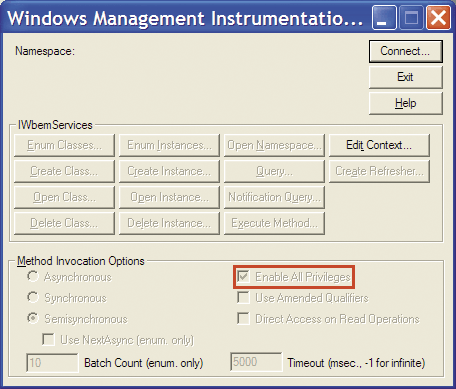 Windows Management Instrumentatio...
Namespace:
Connect...
Exit
Help
IWbemServices
Enum Classes... Enum Instances... Open Namespace... Edit Context...
Create Class... Create Instance... Query... Create Refresher...
Open Class... Open Instance... Notification Query...
Delete Class... Delete Instance... Execute Method...
Method Invocation Options
Asynchronous Enable All Privileges
Synchronous Use Amended Qualifiers
Semisynchronous Direct Access on Read Operations
Use NextAsync (enum. only)
10 Batch Count (enum. only) 5000 Timeout (msec., -1 for infinite)